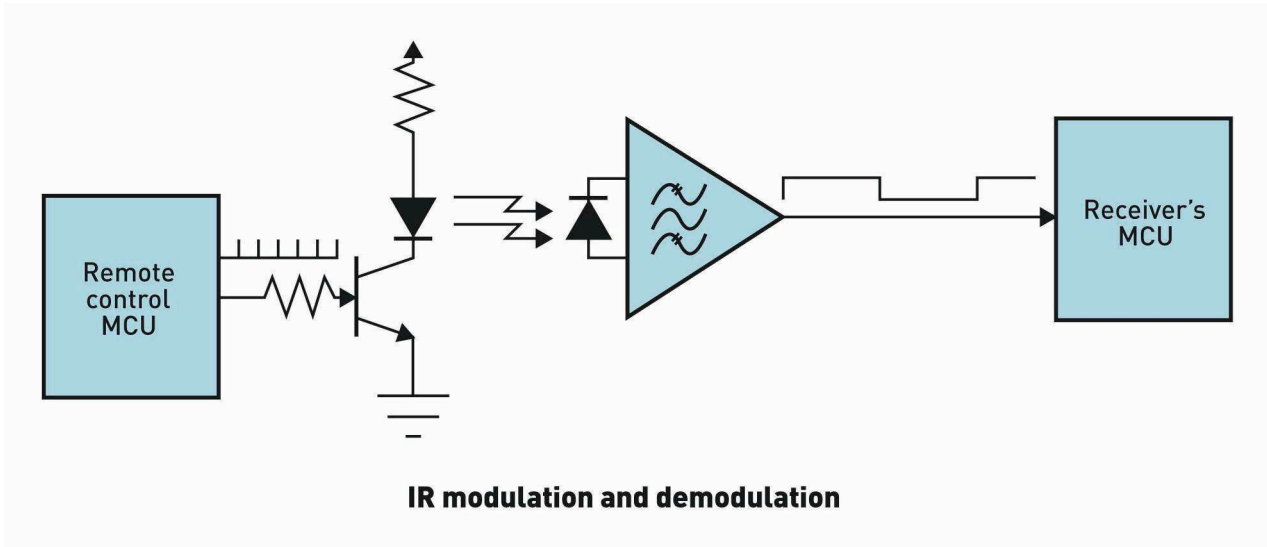 Remote
control
MCU
Receiver's
MCU
IR modulation and demodulation